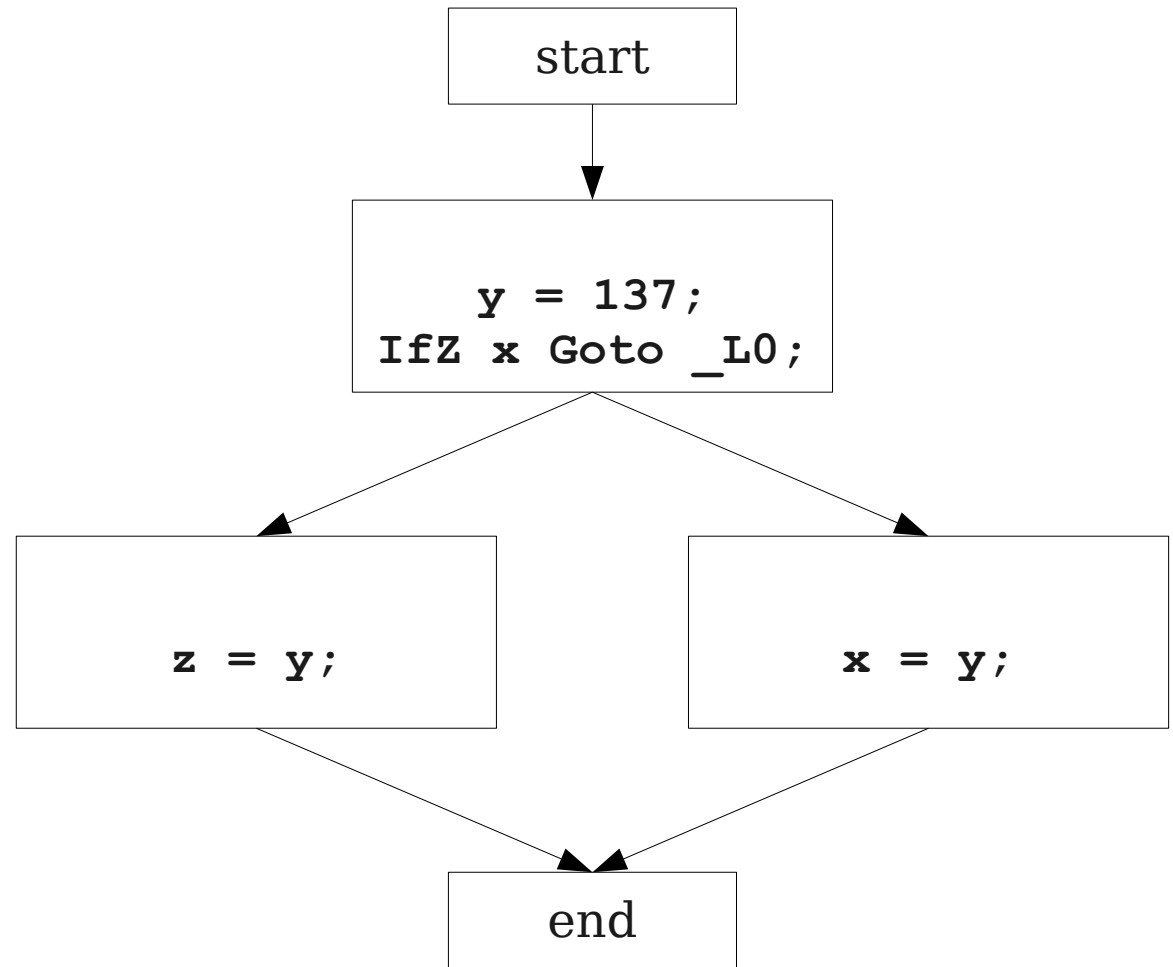 start
y = 137;
IfZ x Goto _L0;
z = y;
x = y;
end